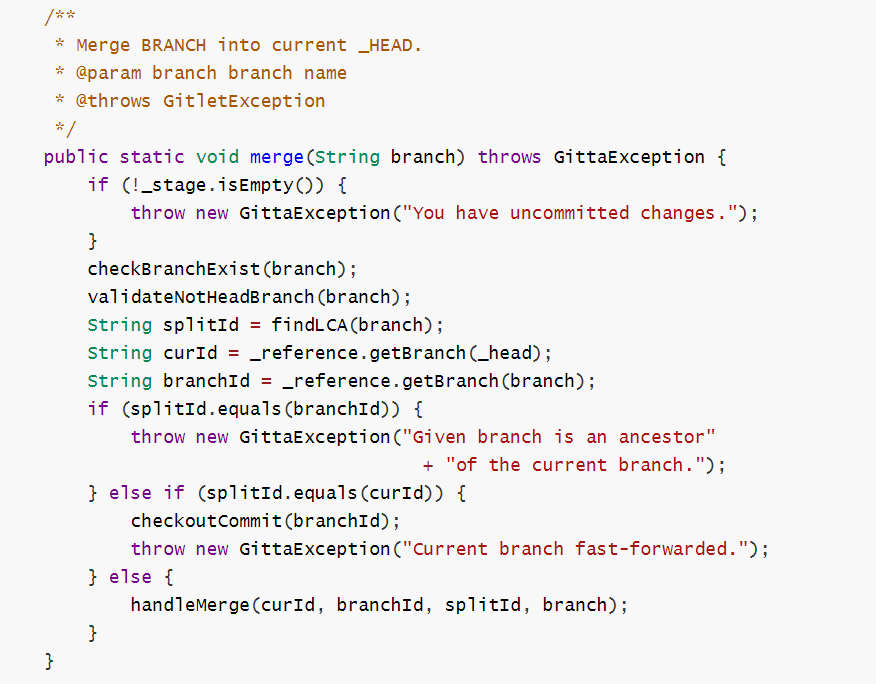 /**
 * Merge BRANCH into current _HEAD.
 * @param branch branch name
 * @throws GitletException
 */
public static void merge(String branch) throws GittaException {
    if (!_stage.isEmpty()) {
        throw new GittaException("You have uncommitted changes.");
    }
    checkBranchExist(branch);
    validateNotHeadBranch(branch);
    String splitId = findLCA(branch);
    String curId = _reference.getBranch(_head);
    String branchId = _reference.getBranch(branch);
    if (splitId.equals(branchId)) {
        throw new GittaException("Given branch is an ancestor"
                                   + "of the current branch.");
    } else if (splitId.equals(curId)) {
        checkoutCommit(branchId);
        throw new GittaException("Current branch fast-forwarded.");
    } else {
        handleMerge(curId, branchId, splitId, branch);
    }
}